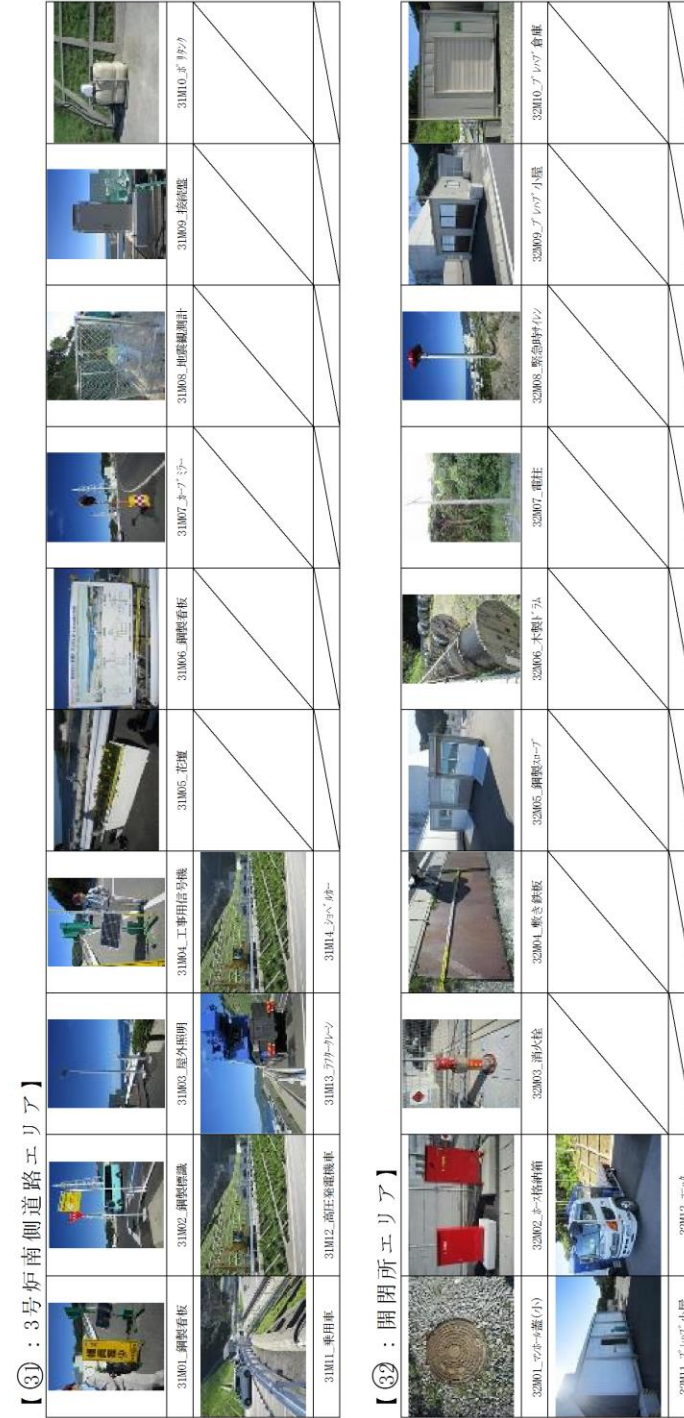 【㉛:3号炉南側道路エリア】
31M01_鋼製看板
31M02_鋼製標識
31M03_屋外照明
31M04_工事用信号機
31M05_花壇
31M06_鋼製看板
31M07_カーブミラー
31M08_地震観測計
31M09_接続盤
31M10_ポリタンク
31M11_乗用車
31M12_高圧発電機車
31M13_ラフタークレーン
31M14_ショベルカー
【㉜:開閉所エリア】
32M01_マンホール蓋(小)
32M02_ホース格納箱
32M03_消火栓
32M04_敷き鉄板
32M05_鋼製スロープ
32M06_木製ドラム
32M07_電柱
32M08_緊急時サイレン
32M09_プレハブ小屋
32M10_プレハブ倉庫
32M11_プレハブ小屋